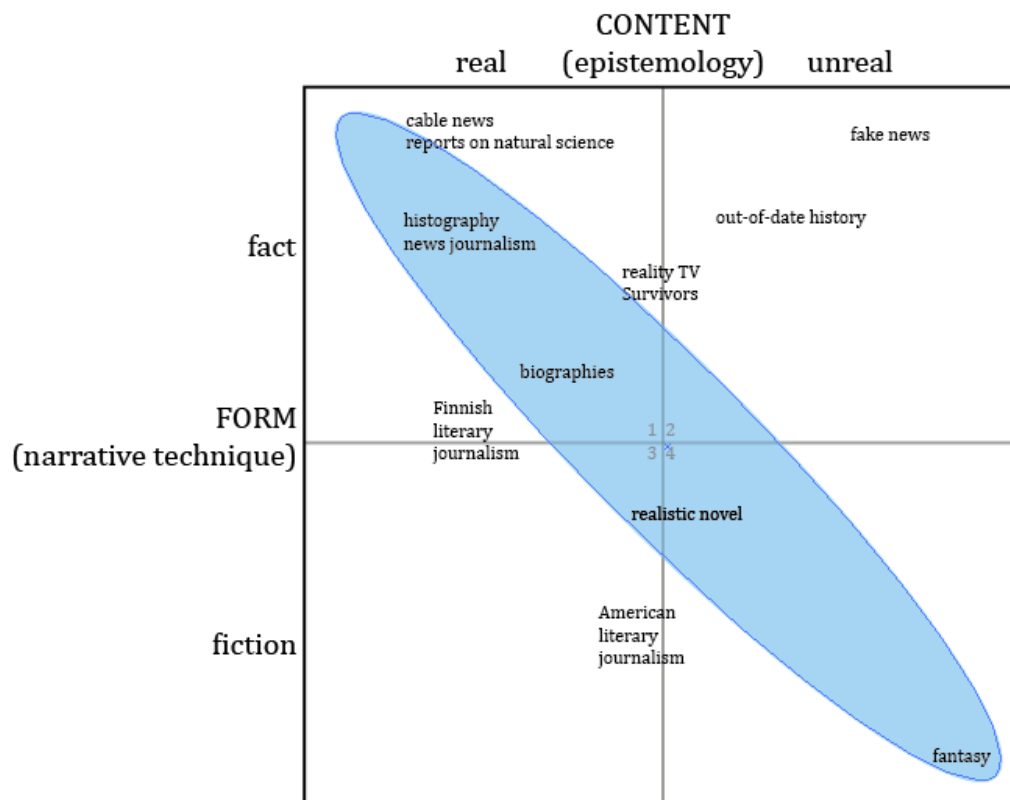 CONTENT
real (epistemology) unreal
cable news
reports on natural science
fake news
histography
news journalism
out-of-date history
fact
reality TV
Survivors
biographies
Finnish
literary
journalism
FORM
(narrative technique)
1 2
3 4
realistic novel
American
literary
journalism
fiction
fantasy